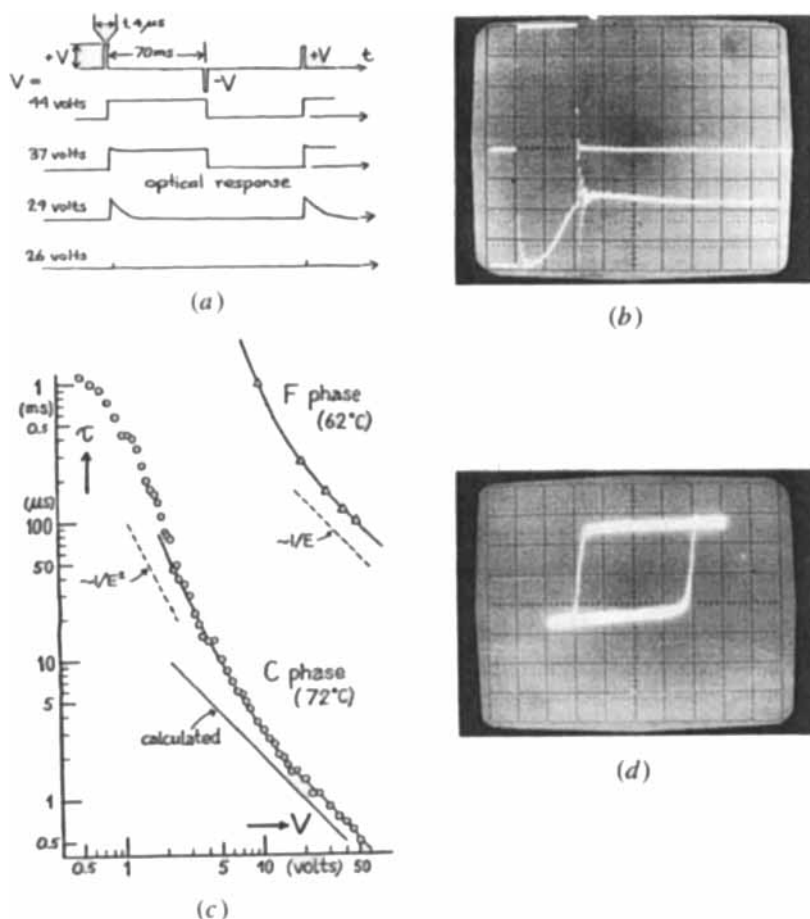 1.4 μs
+V
70ms
+V
t
V =
-V
44 volts
37 volts
optical response
29 volts
26 volts
(a)
(b)
1
(ms)
0.5
τ
(μs)
100
50
10
5
1
0.5
F phase
(62°C)
~1/E
~1/E²
C phase
(72°C)
calculated
V
0.5
1
5
10
(volts)
50
(c)
(d)